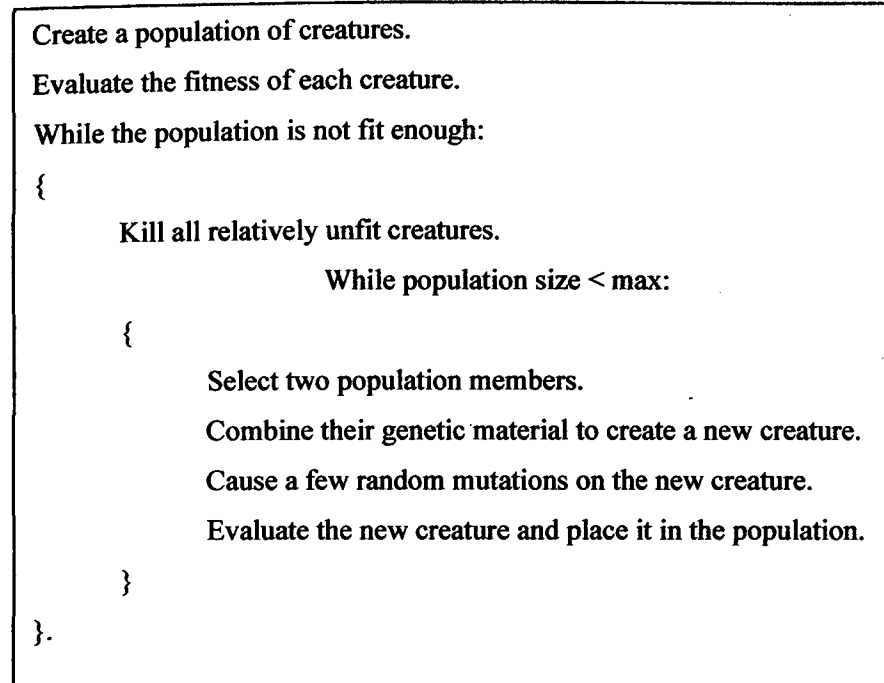 Create a population of creatures.
Evaluate the fitness of each creature.
While the population is not fit enough:
{
Kill all relatively unfit creatures.
While population size < max:
{
Select two population members.
Combine their genetic material to create a new creature.
Cause a few random mutations on the new creature.
Evaluate the new creature and place it in the population.
}
}.